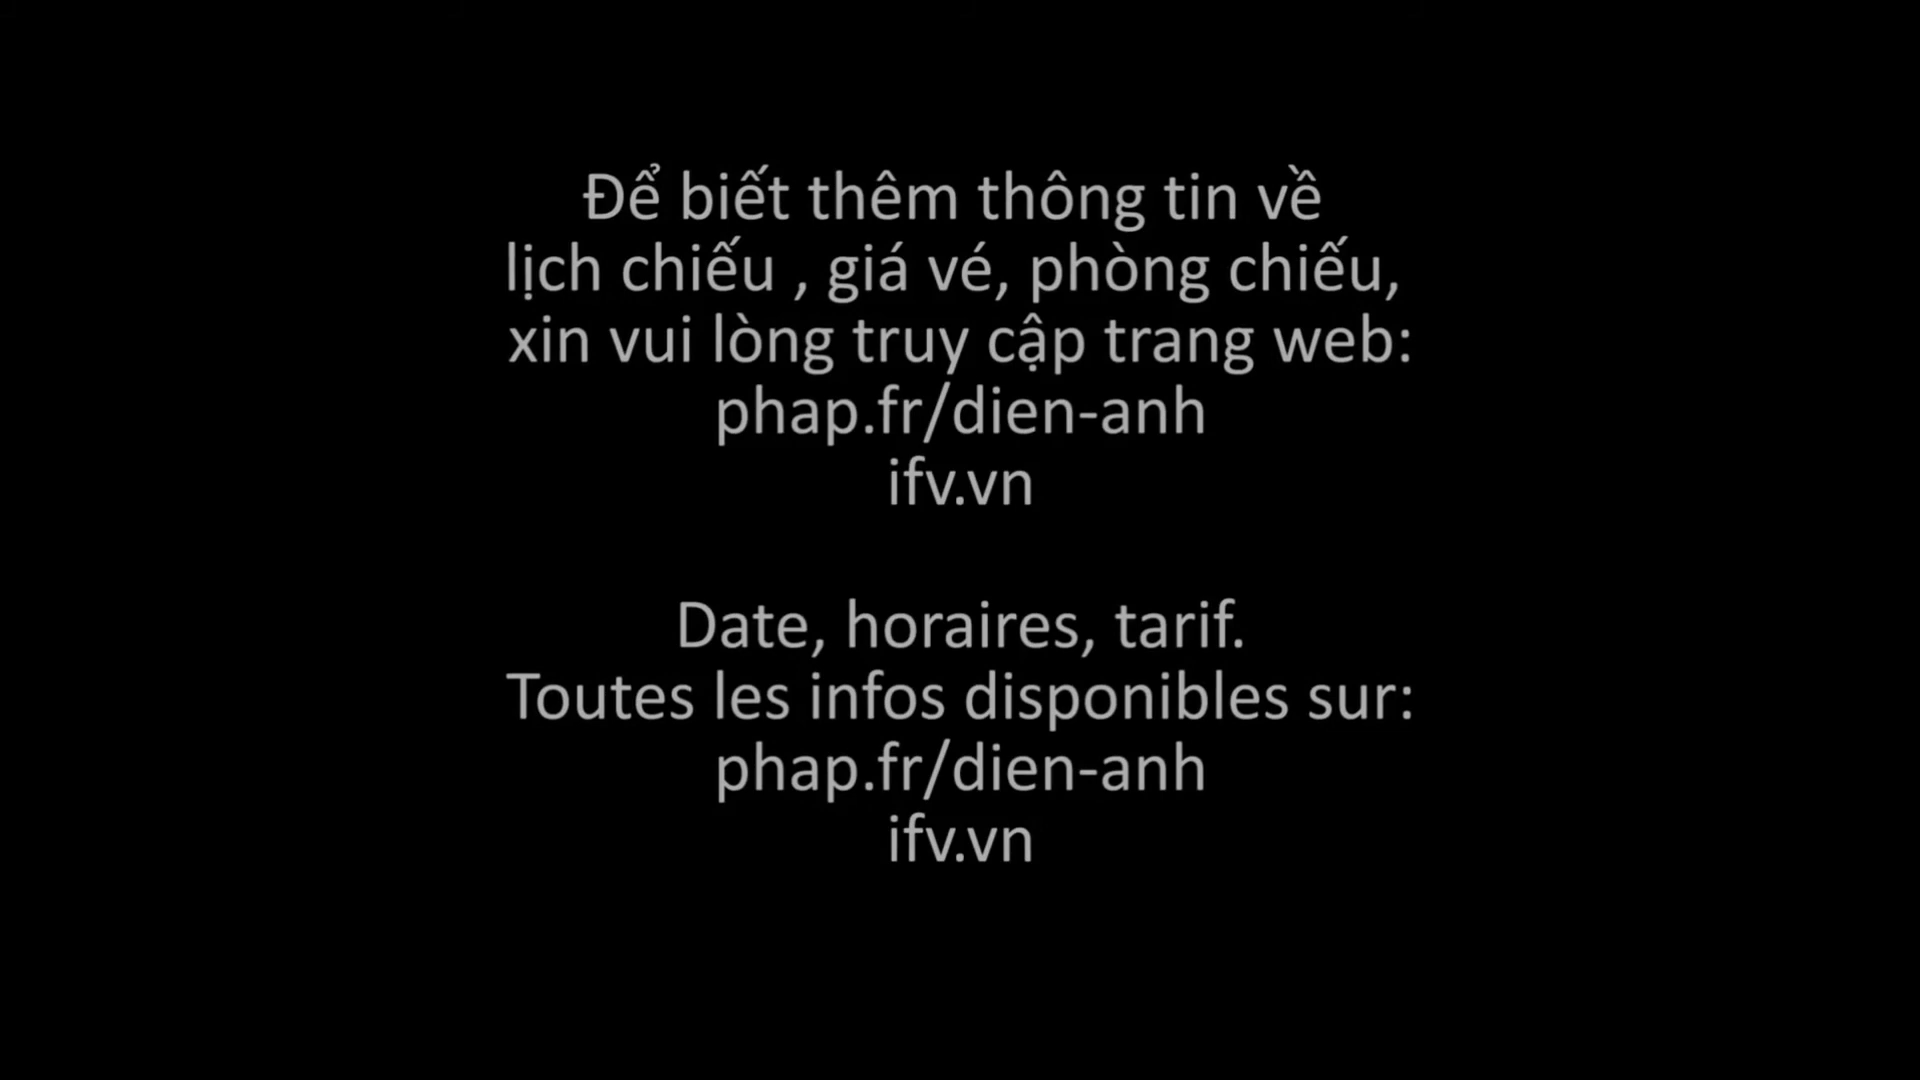 Để biết thêm thông tin về
lịch chiếu , giá vé, phòng chiếu,
xin vui lòng truy cập trang web:
phap.fr/dien-anh
ifv.vn
Date, horaires, tarif.
Toutes les infos disponibles sur:
phap.fr/dien-anh
ifv.vn